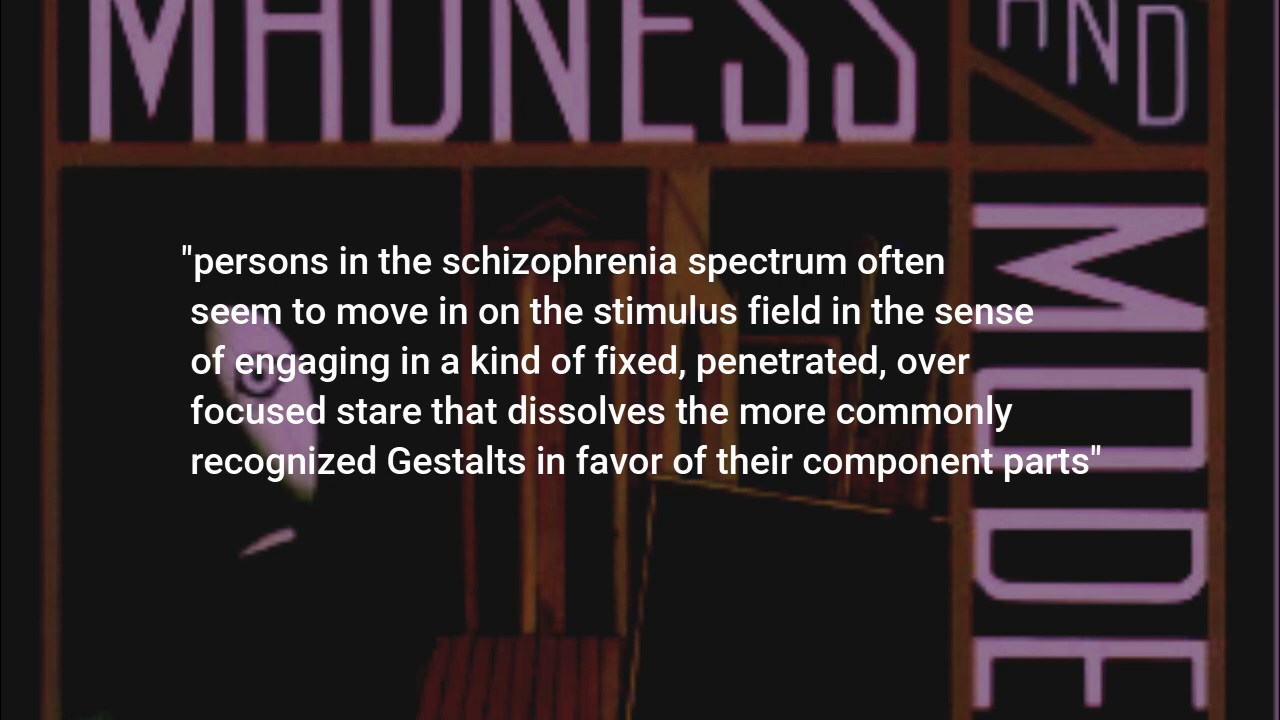 MADNESS AND
MODE
"persons in the schizophrenia spectrum often
seem to move in on the stimulus field in the sense
of engaging in a kind of fixed, penetrated, over
focused stare that dissolves the more commonly
recognized Gestalts in favor of their component parts"